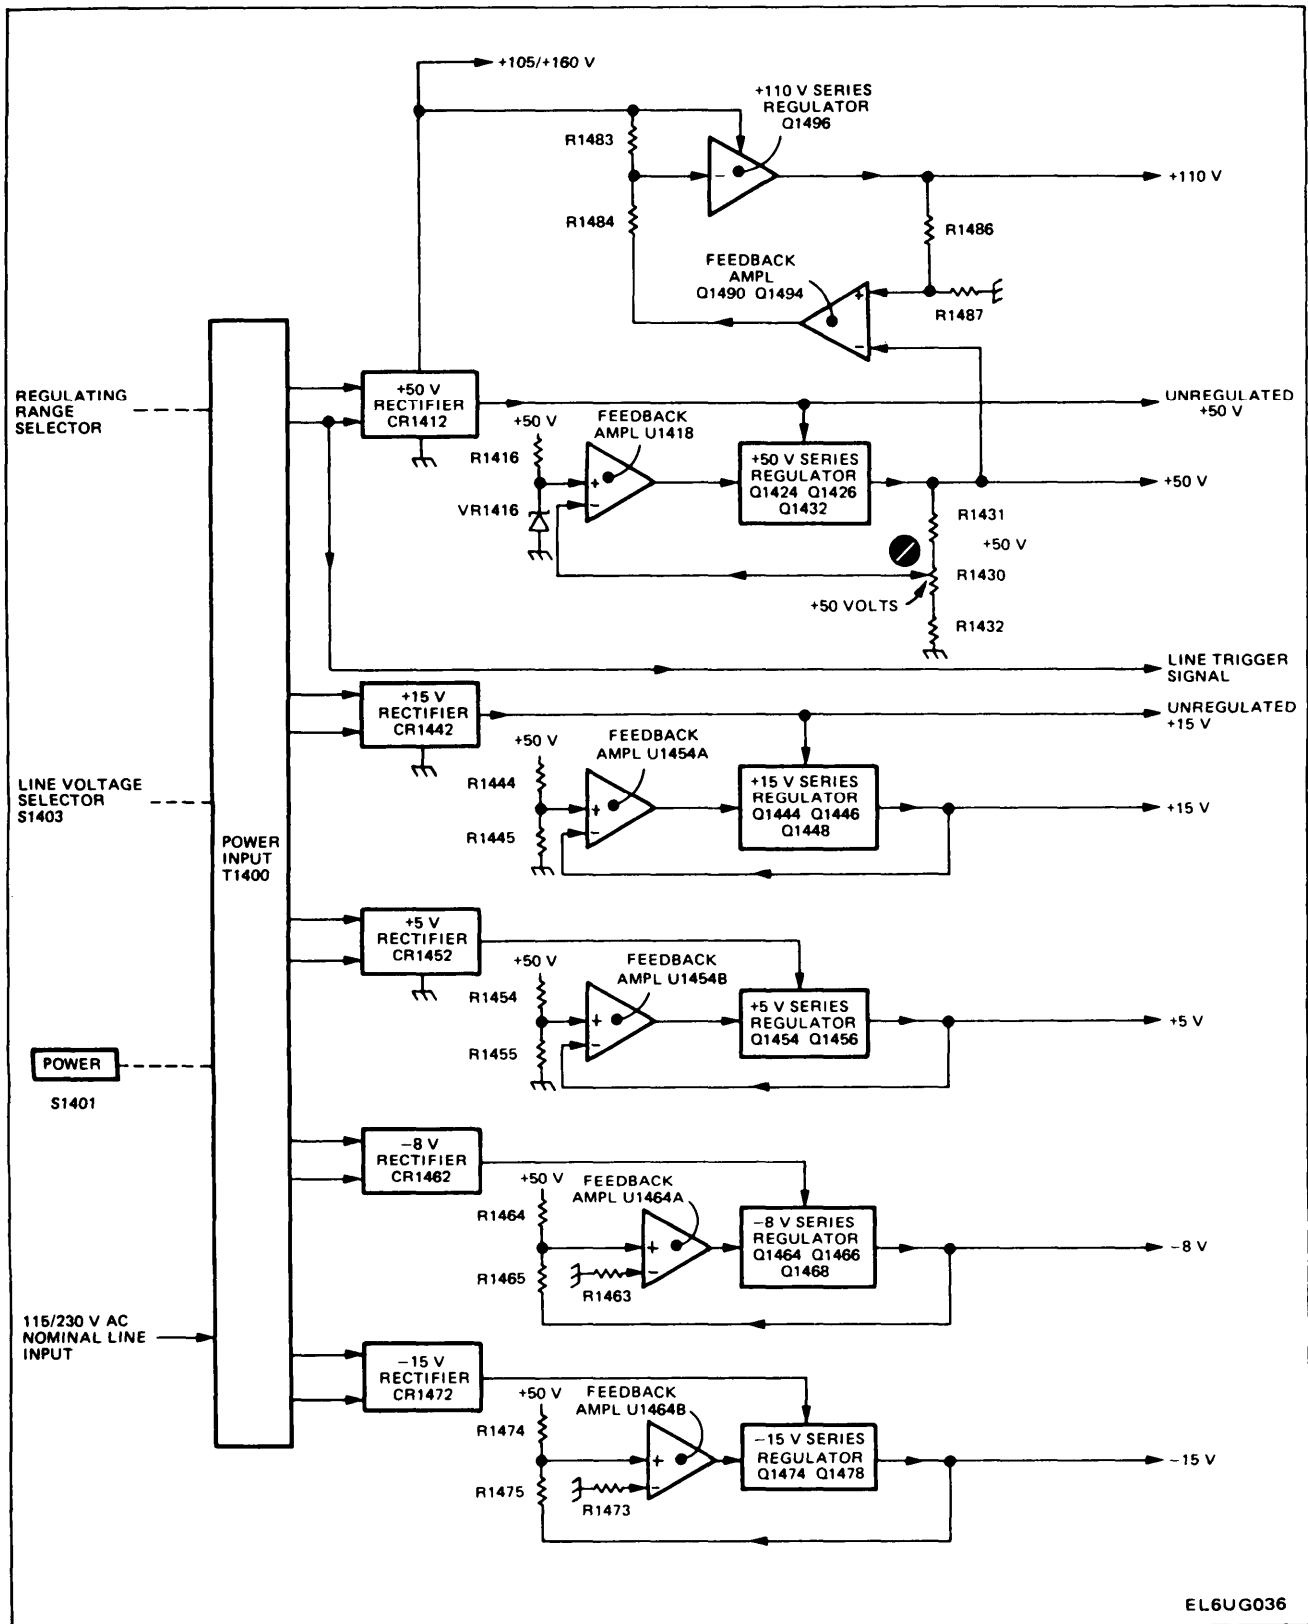 +105/+160 V
+110 V SERIES
REGULATOR
Q1496
R1483
-
+110 V
R1484
R1486
FEEDBACK
AMPL
Q1490 Q1494
+
R1487
-
REGULATING
RANGE
SELECTOR
+50 V
RECTIFIER
CR1412
UNREGULATED
+50 V
+50 V
FEEDBACK
AMPL U1418
R1416
+
-
VR1416
+50 V SERIES
REGULATOR
Q1424 Q1426
Q1432
+50 V
R1431
+50 V
R1430
+50 VOLTS
R1432
LINE TRIGGER
SIGNAL
+15 V
RECTIFIER
CR1442
UNREGULATED
+15 V
+50 V
FEEDBACK
AMPL U1454A
LINE VOLTAGE
SELECTOR
S1403
R1444
+
-
R1445
+15 V SERIES
REGULATOR
Q1444 Q1446
Q1448
+15 V
POWER
INPUT
T1400
+5 V
RECTIFIER
CR1452
+50 V
FEEDBACK
AMPL U1454B
R1454
+
-
R1455
+5 V SERIES
REGULATOR
Q1454 Q1456
+5 V
POWER
S1401
-8 V
RECTIFIER
CR1462
+50 V
FEEDBACK
AMPL U1464A
R1464
+
-
R1465
R1463
-8 V SERIES
REGULATOR
Q1464 Q1466
Q1468
-8 V
115/230 V AC
NOMINAL LINE
INPUT
-15 V
RECTIFIER
CR1472
+50 V
FEEDBACK
AMPL U1464B
R1474
+
-
R1475
R1473
-15 V SERIES
REGULATOR
Q1474 Q1478
-15 V
EL6UG036